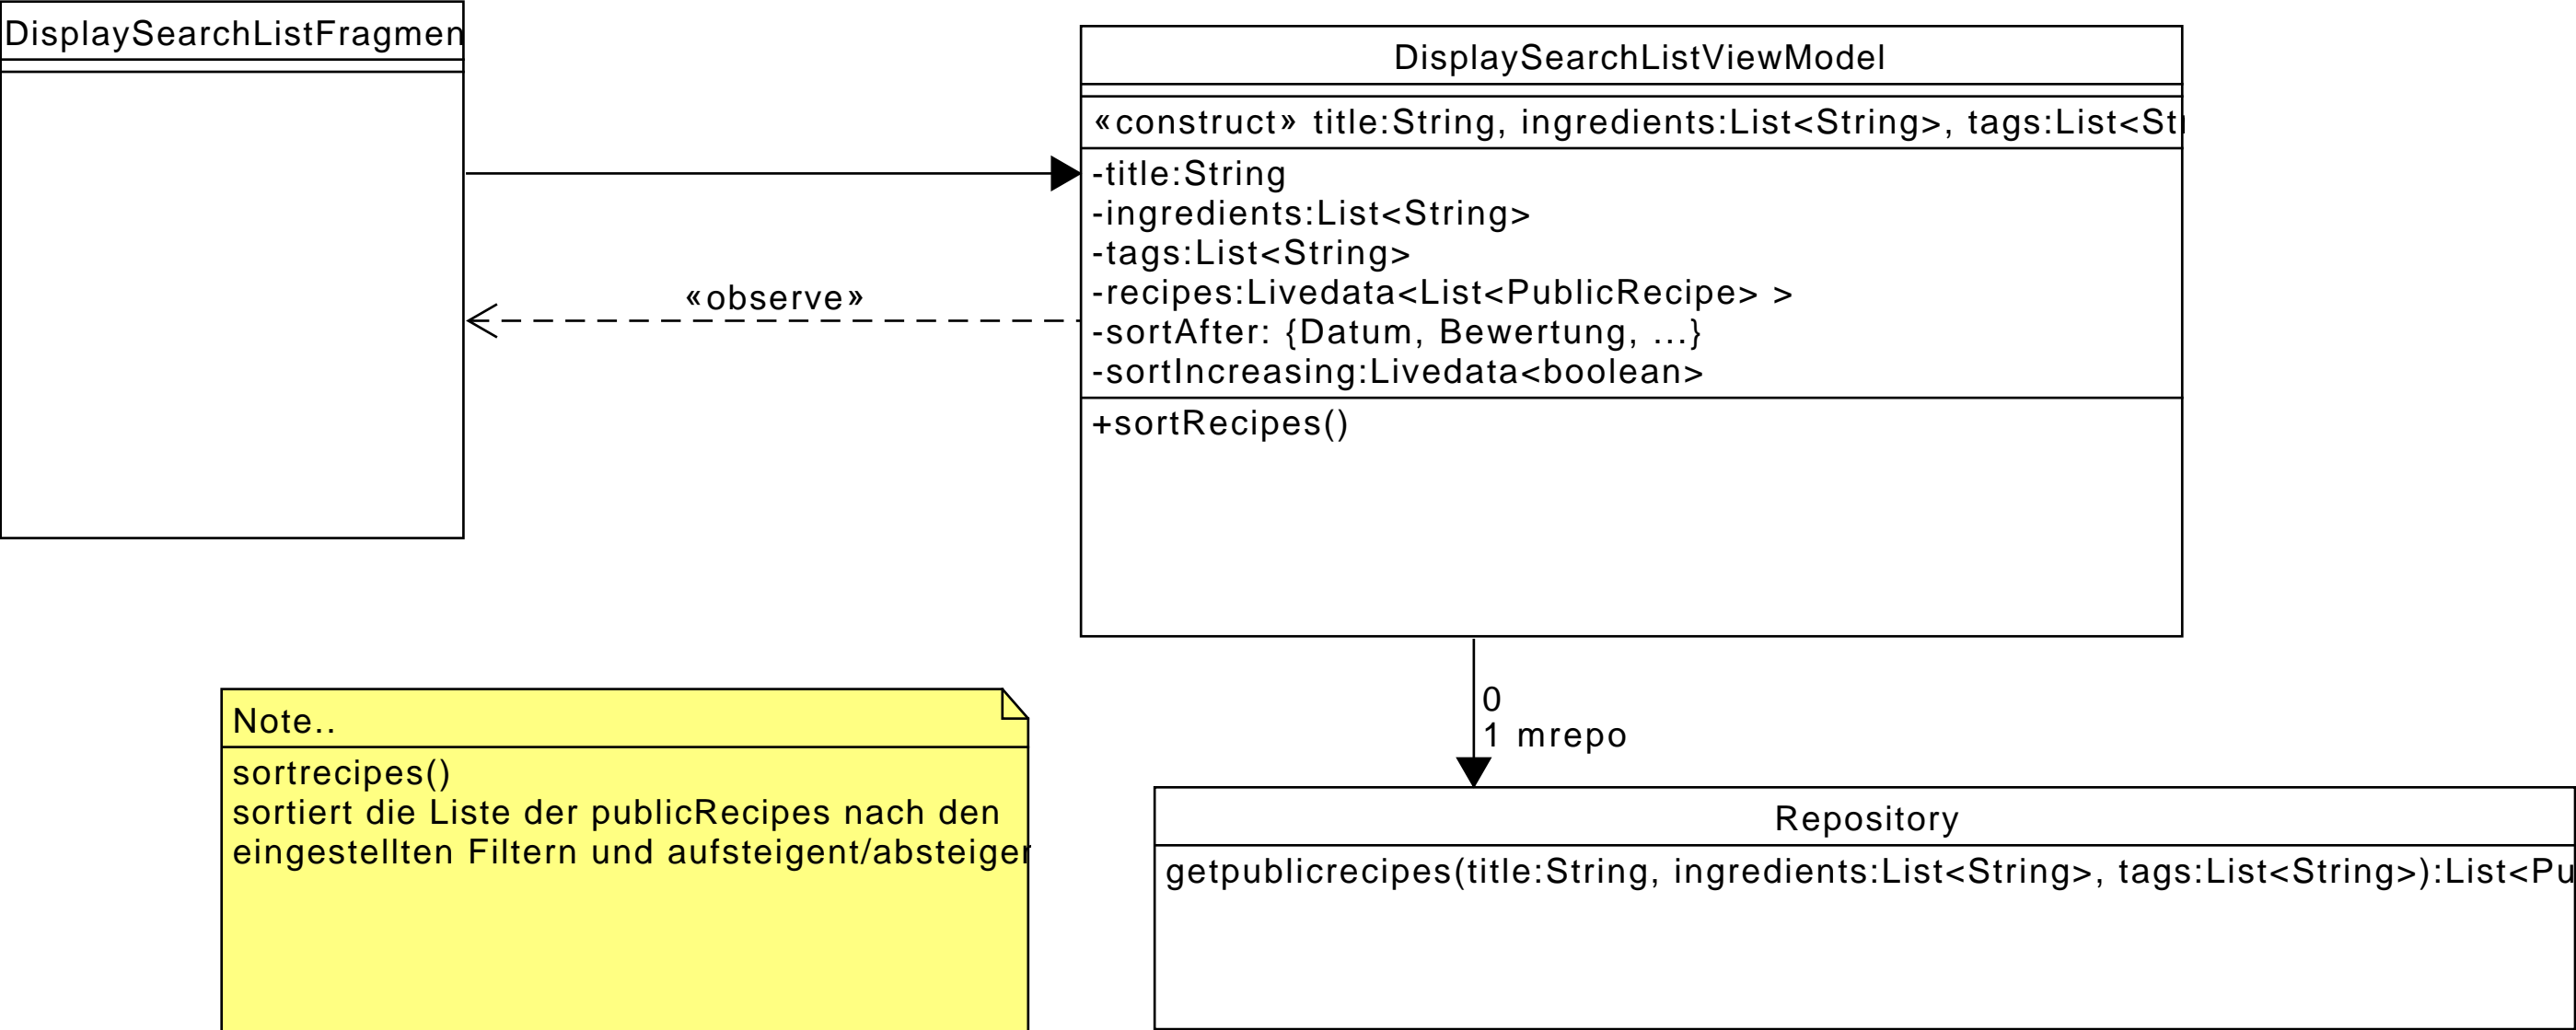 DisplaySearchListFragmen
DisplaySearchListViewModel
«construct» title:String, ingredients:List<String>, tags:List<Stri
-title:String
-ingredients:List<String>
-tags:List<String>
-recipes:Livedata<List<PublicRecipe> >
-sortAfter: {Datum, Bewertung, ...}
-sortIncreasing:Livedata<boolean>
+sortRecipes()
«observe»
0
1 mrepo
Note..
sortrecipes()
sortiert die Liste der publicRecipes nach den
eingestellten Filtern und aufsteigent/absteiger
Repository
getpublicrecipes(title:String, ingredients:List<String>, tags:List<String>):List<Pu